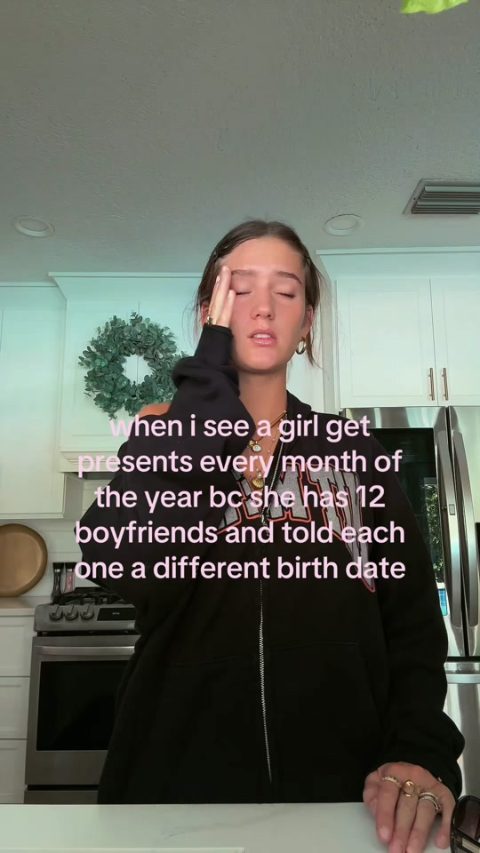 when i see a girl get
presents every month of
the year bc she has 12
boyfriends and told each
one a different birth date